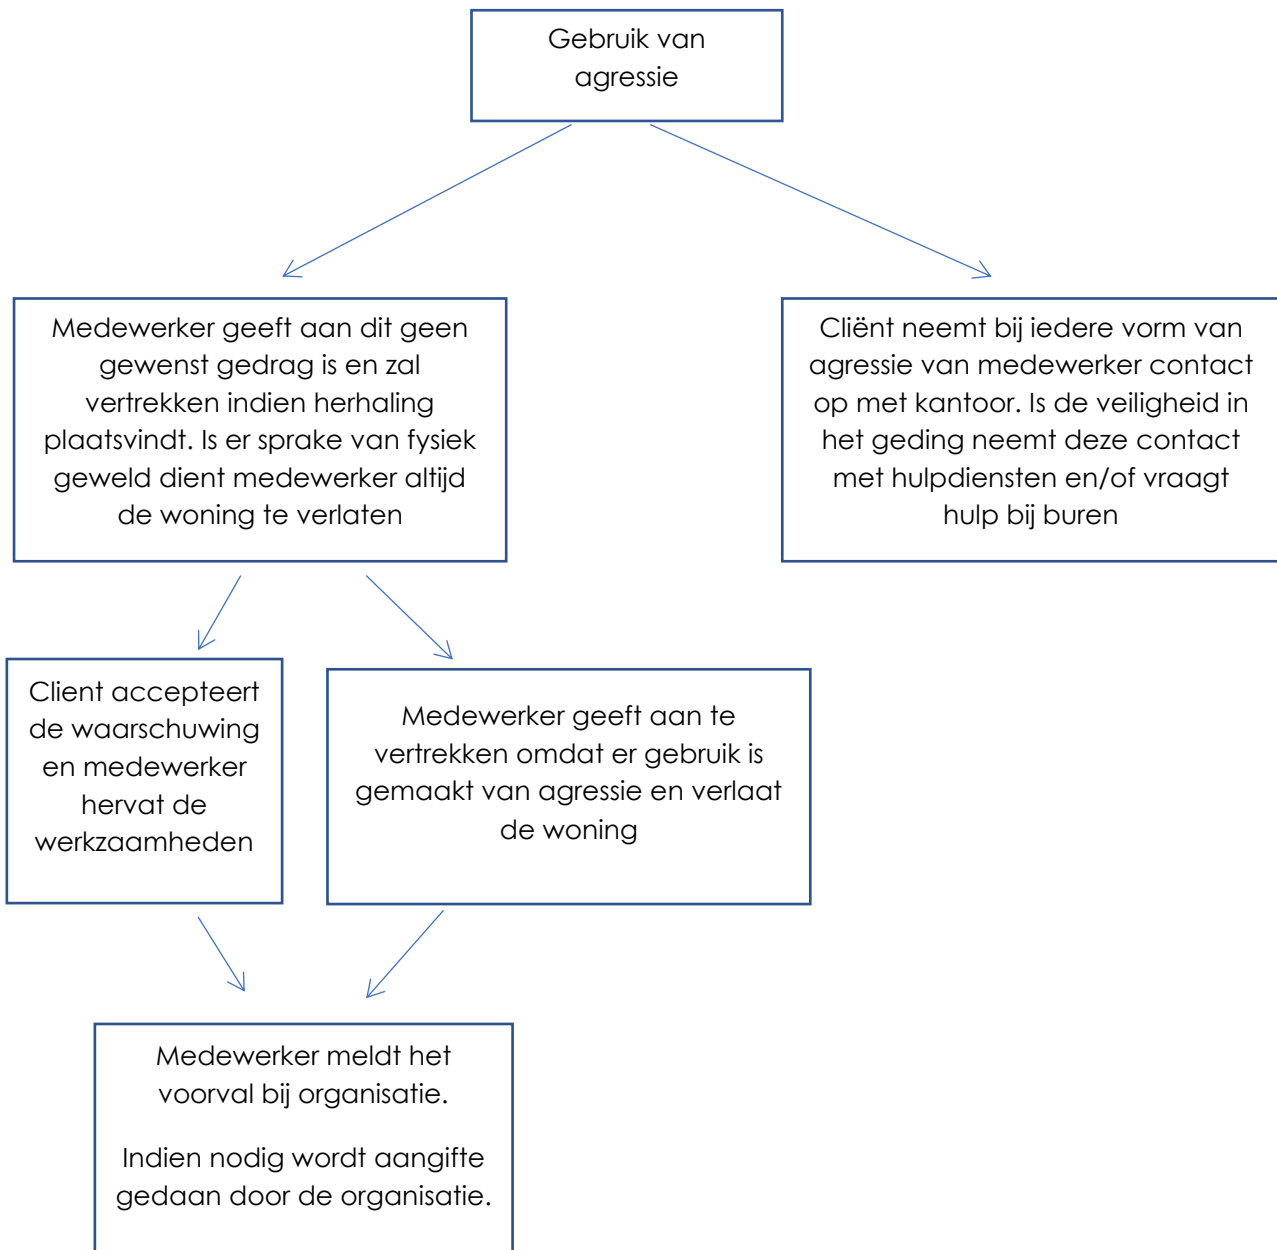 Gebruik van
agressie
Medewerker geeft aan dit geen
gewenst gedrag is en zal
vertrekken indien herhaling
plaatsvindt. Is er sprake van fysiek
geweld dient medewerker altijd
de woning te verlaten
Cliënt neemt bij iedere vorm van
agressie van medewerker contact
op met kantoor. Is de veiligheid in
het geding neemt deze contact
met hulpdiensten en/of vraagt
hulp bij buren
Client accepteert
de waarschuwing
en medewerker
hervat de
werkzaamheden
Medewerker geeft aan te
vertrekken omdat er gebruik is
gemaakt van agressie en verlaat
de woning
Medewerker meldt het
voorval bij organisatie.
Indien nodig wordt aangifte
gedaan door de organisatie.